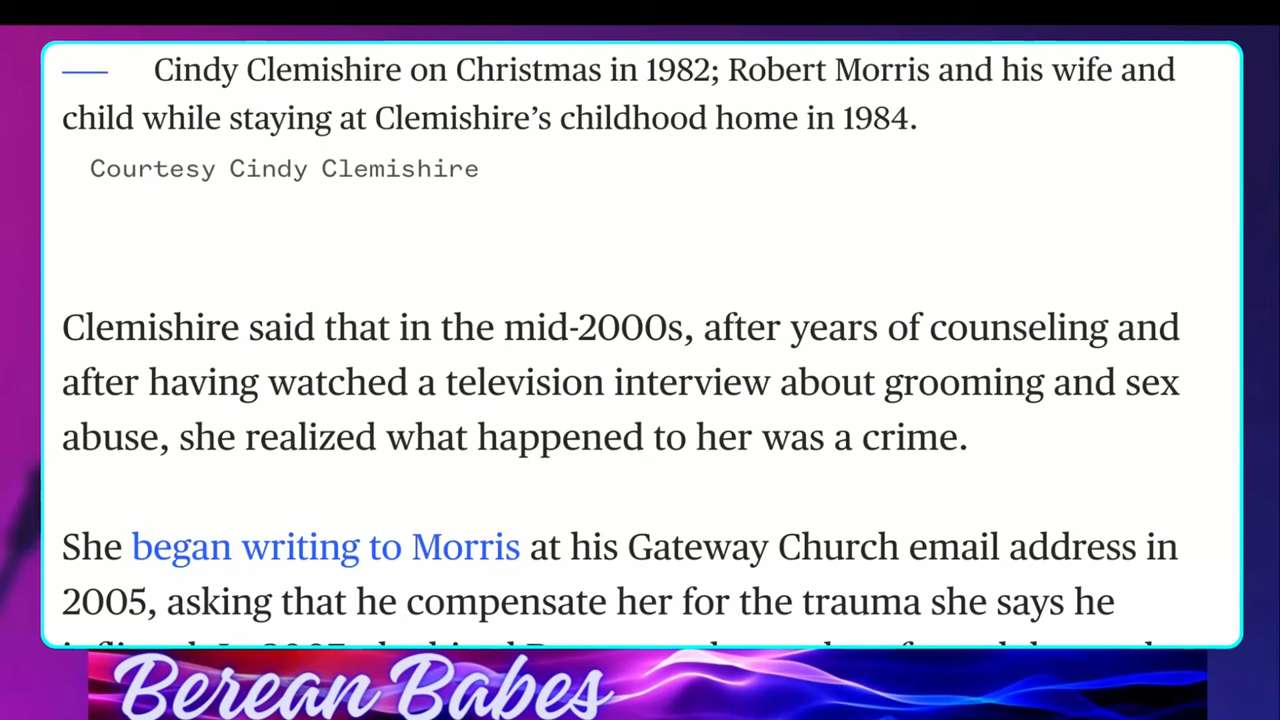 Cindy Clemishire on Christmas in 1982; Robert Morris and his wife and
child while staying at Clemishire’s childhood home in 1984.
Courtesy Cindy Clemishire
Clemishire said that in the mid-2000s, after years of counseling and
after having watched a television interview about grooming and sex
abuse, she realized what happened to her was a crime.
She began writing to Morris at his Gateway Church email address in
2005, asking that he compensate her for the trauma she says he
Berean Babes